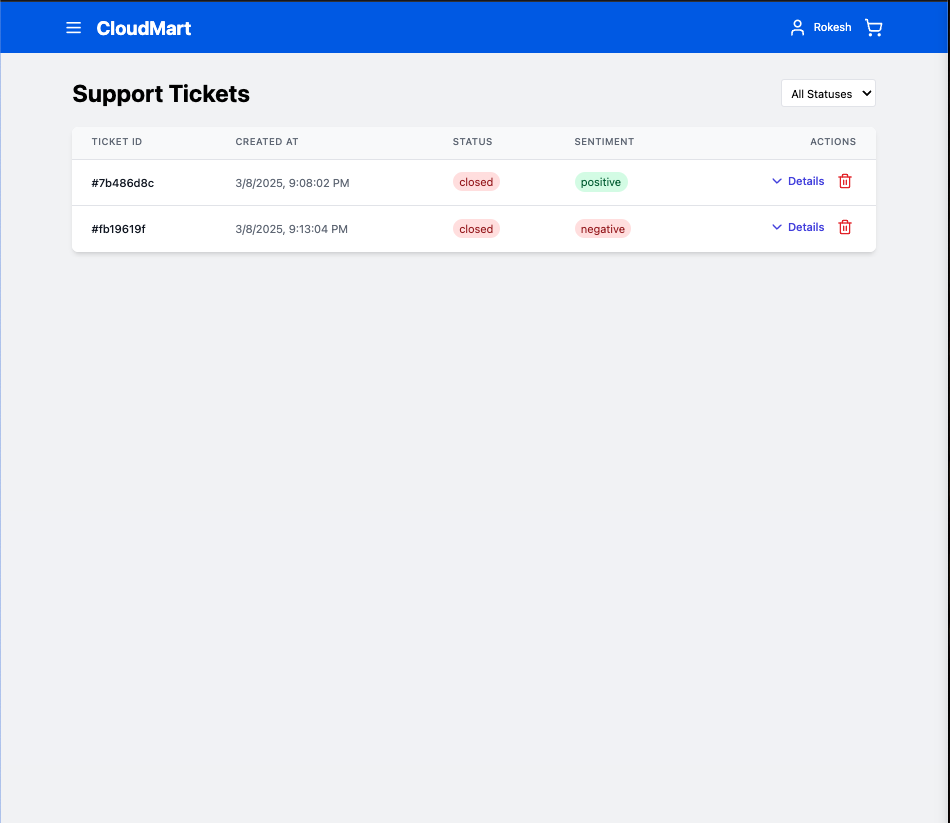 CloudMart Rokesh
Support Tickets All Statuses
TICKET ID CREATED AT STATUS SENTIMENT ACTIONS
#7b486d8c 3/8/2025, 9:08:02 PM closed positive Details
#fb19619f 3/8/2025, 9:13:04 PM closed negative Details